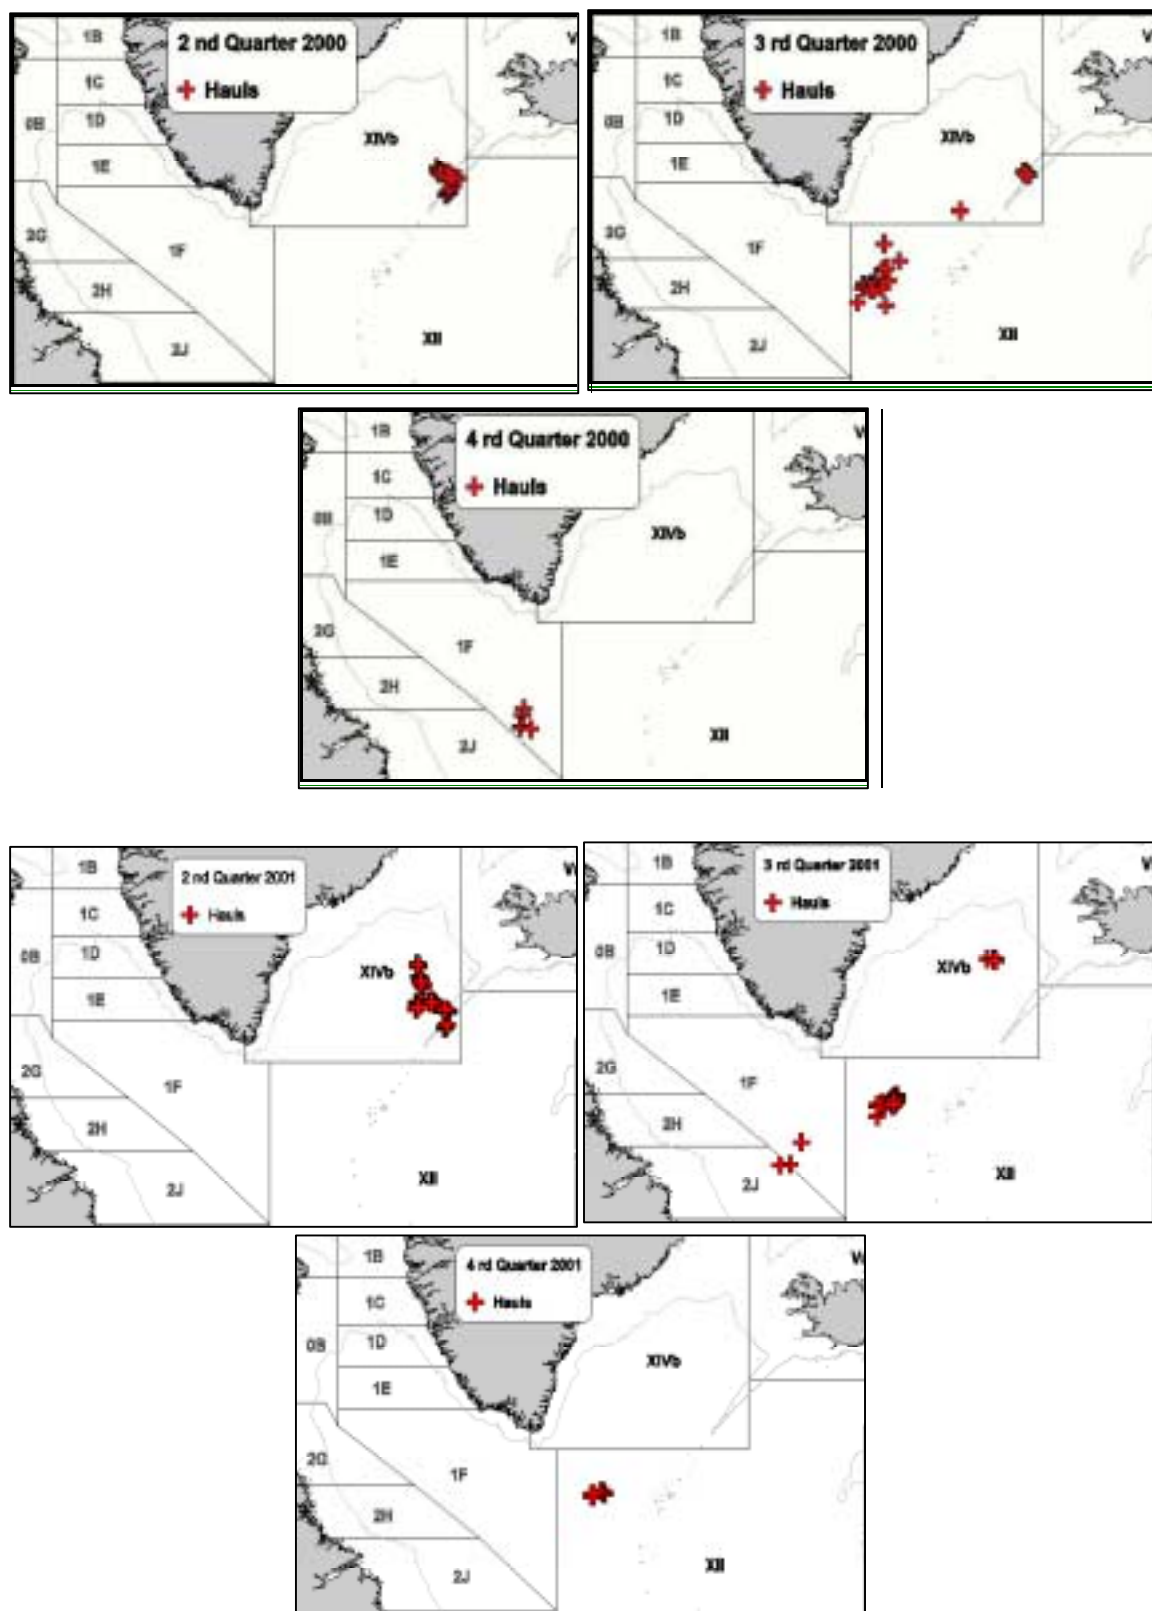 2 nd Quarter 2000
Hauls
1B
1C
1D
0B
1E
XIVb
2G
1F
2H
2J
XII
V
3 rd Quarter 2000
Hauls
1B
1C
1D
0B
1E
XIVb
2G
1F
2H
2J
XII
V
4 rd Quarter 2000
Hauls
1B
1C
1D
0B
1E
XIVb
2G
1F
2H
2J
XII
V
2 nd Quarter 2001
Hauls
1B
1C
1D
0B
1E
XIVb
2G
1F
2H
2J
XII
3 rd Quarter 2001
Hauls
1B
1C
1D
0B
1E
XIVb
2G
1F
2H
2J
XII
4 rd Quarter 2001
Hauls
1B
1C
1D
0B
1E
XIVb
2G
1F
2H
2J
XII